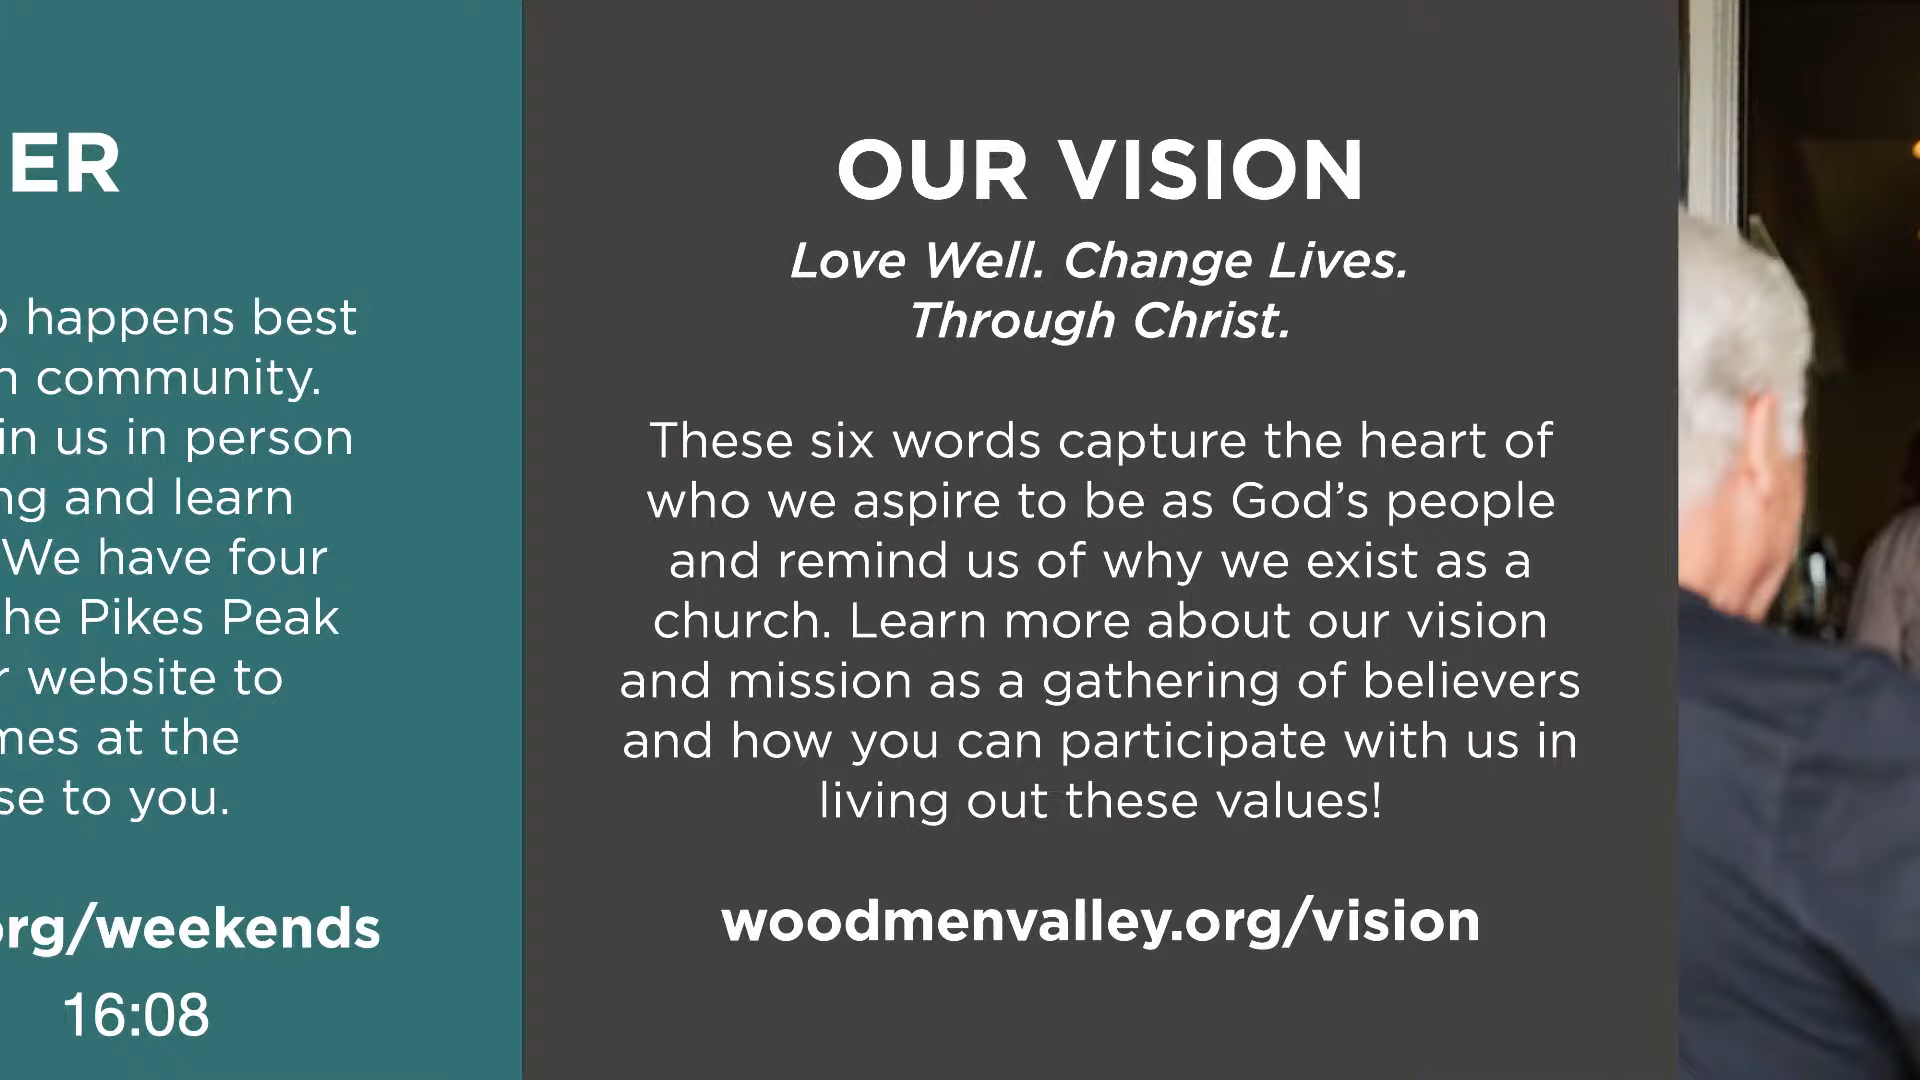 ER
happens best
community.
in us in person
ng and learn
We have four
he Pikes Peak
r website to
mes at the
se to you.
org/weekends
16:08
OUR VISION
Love Well. Change Lives.
Through Christ.
These six words capture the heart of
who we aspire to be as God’s people
and remind us of why we exist as a
church. Learn more about our vision
and mission as a gathering of believers
and how you can participate with us in
living out these values!
woodmenvalley.org/vision